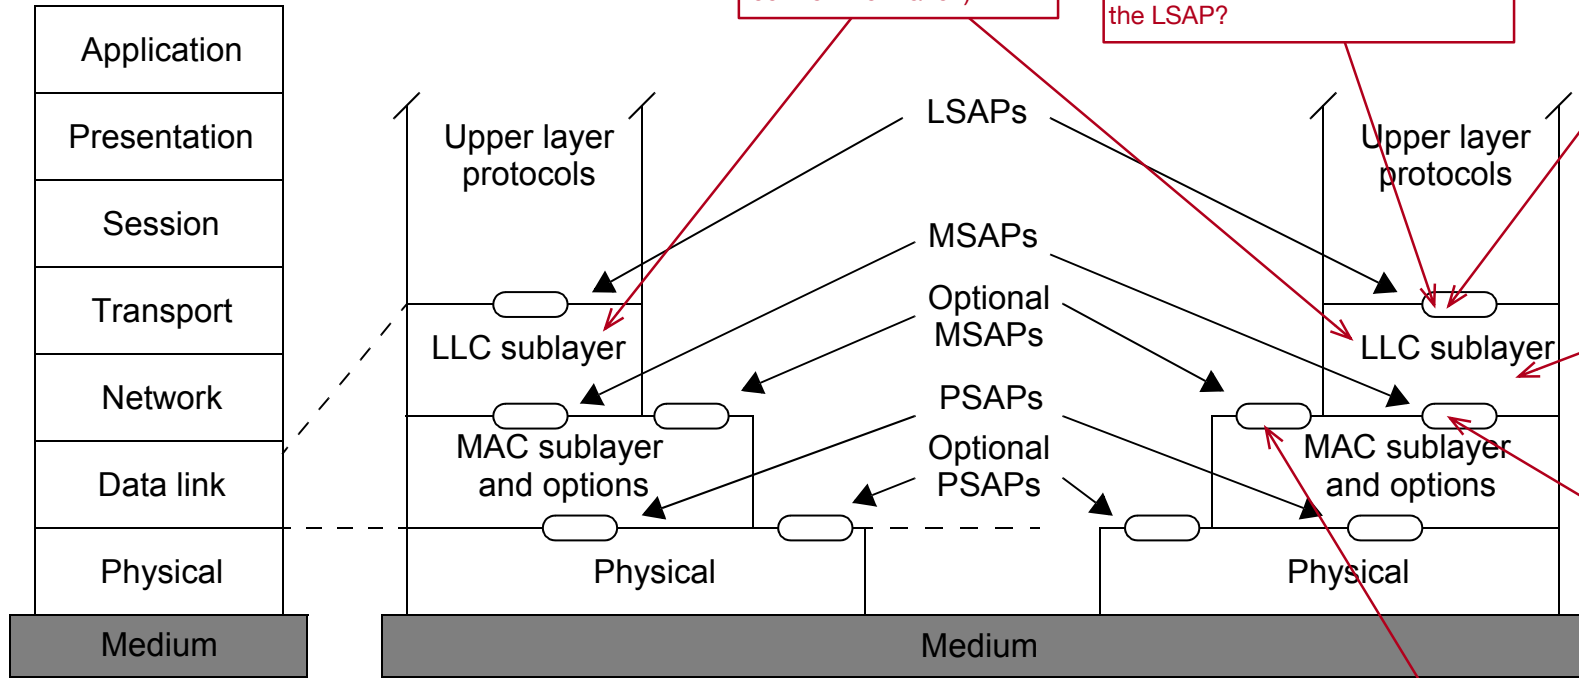 the LSAP?
Application
Presentation
Session
Transport
Network
Data link
Physical
Medium
Upper layer
protocols
LLC sublayer
MAC sublayer
and options
Physical
LSAPs
MSAPs
Optional
MSAPs
PSAPs
Optional
PSAPs
Upper layer
protocols
LLC sublayer
MAC sublayer
and options
Physical
Medium